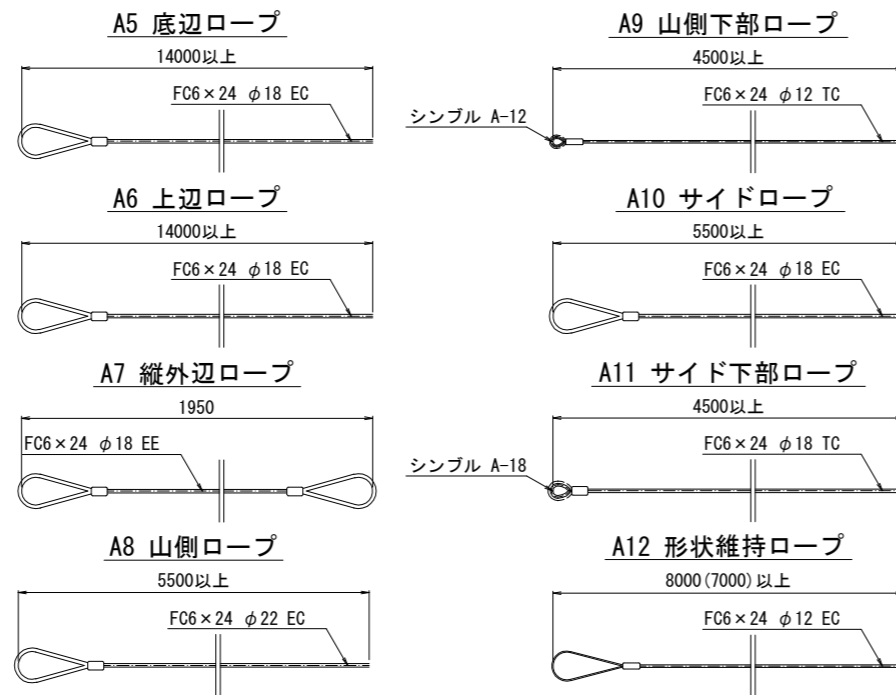 A5 底辺ロープ
14000以上
FC6×24 φ18 EC
A6 上辺ロープ
14000以上
FC6×24 φ18 EC
A7 縦外辺ロープ
1950
FC6×24 φ18 EE
A8 山側ロープ
5500以上
FC6×24 φ22 EC
A9 山側下部ロープ
4500以上
シンブル A-12
FC6×24 φ12 TC
A10 サイドロープ
5500以上
FC6×24 φ18 EC
A11 サイド下部ロープ
4500以上
シンブル A-18
FC6×24 φ18 TC
A12 形状維持ロープ
8000(7000)以上
FC6×24 φ12 EC